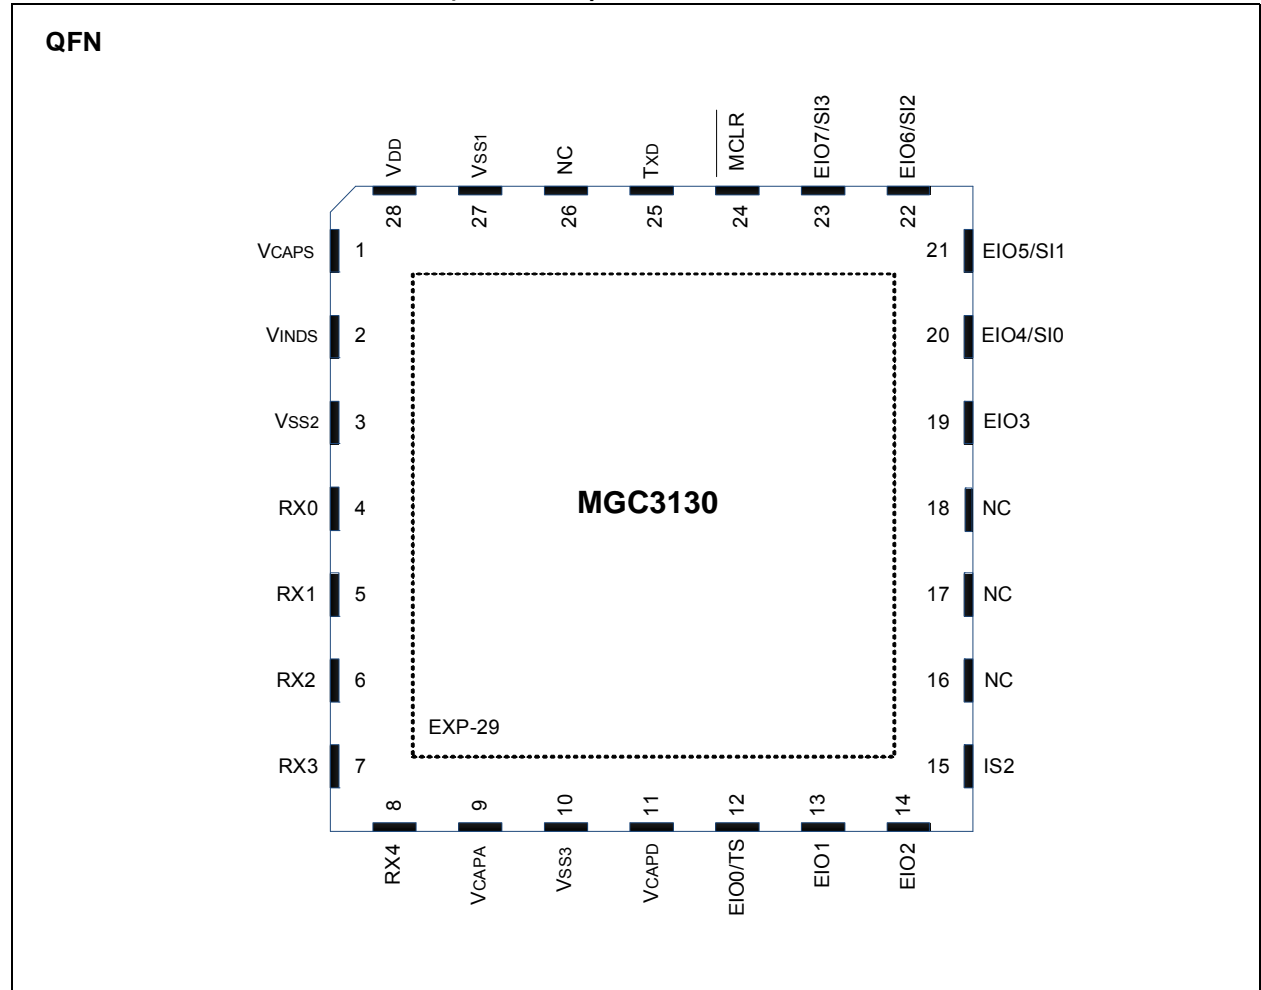 QFN
VDD
VSS1
NC
TXD
MCLR
EIO7/SI3
EIO6/SI2
28
27
26
25
24
23
22
VCAPS 1
21 EIO5/SI1
VINDS 2
20 EIO4/SI0
VSS2 3
19 EIO3
RX0 4
MGC3130
18 NC
RX1 5
17 NC
RX2 6
16 NC
EXP-29
RX3 7
15 IS2
8
9
10
11
12
13
14
RX4
VCAPA
VSS3
VCAPD
EIO0/TS
EIO1
EIO2